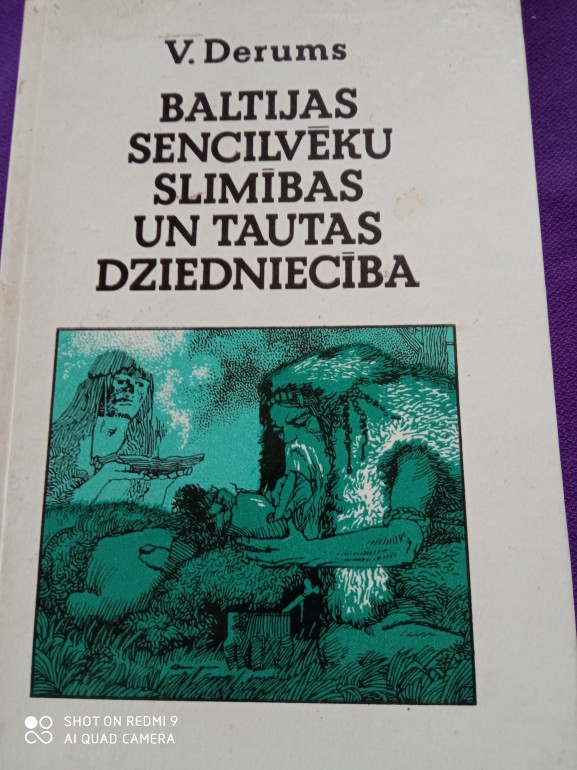 V. Derums
BALTIJAS
SENCILVĒKU
SLIMĪBAS
UN TAUTAS
DZIEDNIECĪBA
SHOT ON REDMI 9
AI QUAD CAMERA